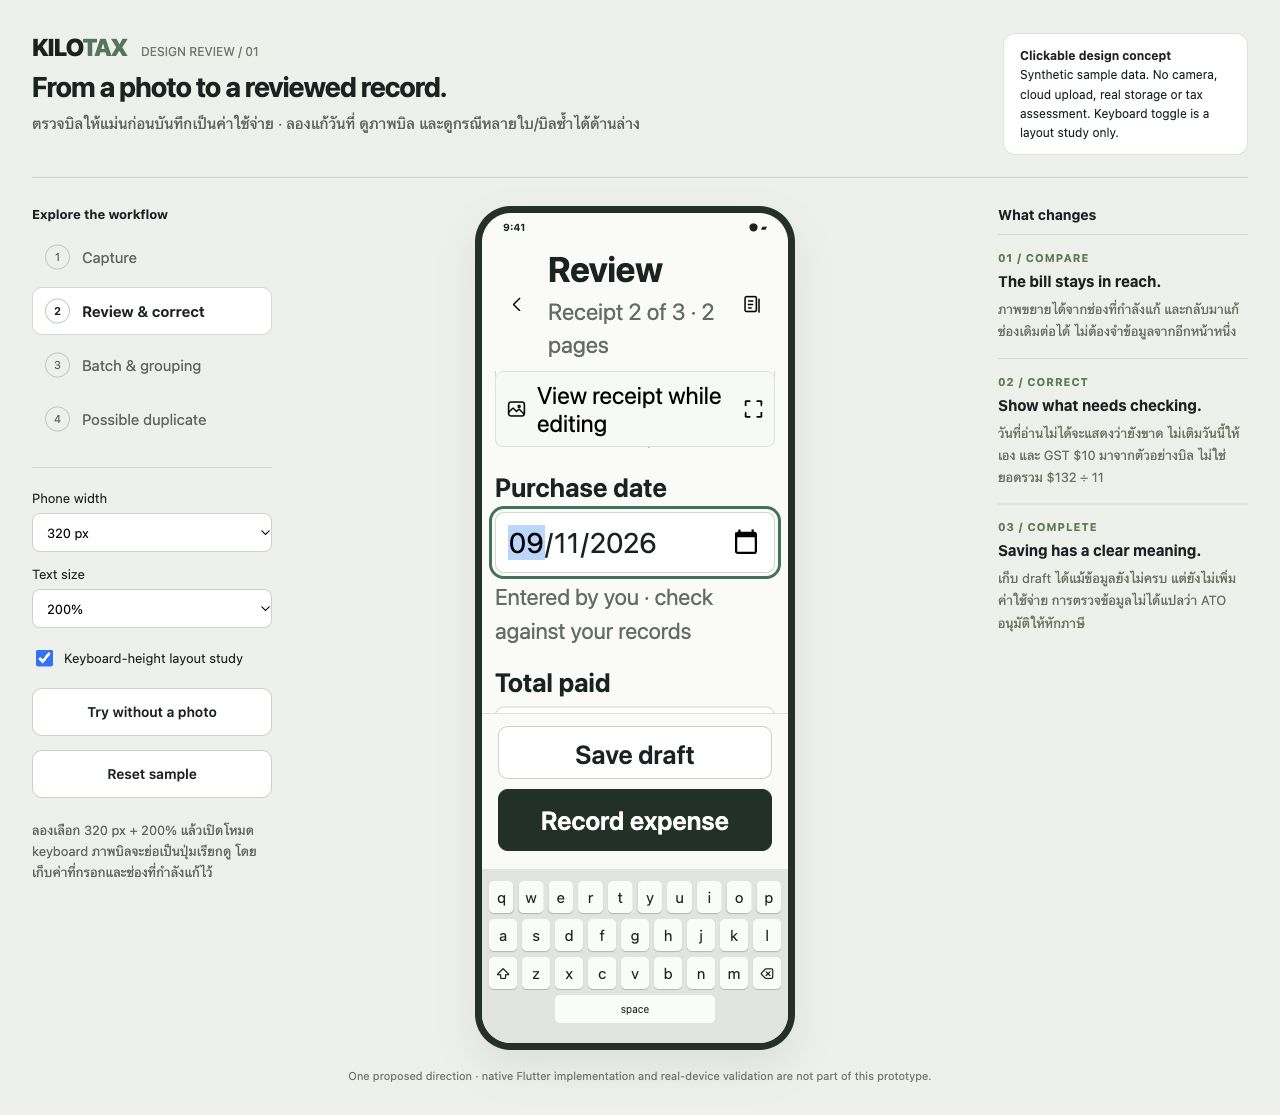 KILOTAX DESIGN REVIEW / 01
From a photo to a reviewed record.
ตรวจบิลให้แม่นก่อนบันทึกเป็นค่าใช้จ่าย · ลองแก้วันที่ ดูภาพบิล และดูกรณีหลายใบ/บิลซ้ำได้ด้านล่าง
Clickable design concept
Synthetic sample data. No camera,
cloud upload, real storage or tax
assessment. Keyboard toggle is a
layout study only.
Explore the workflow
1 Capture
2 Review & correct
3 Batch & grouping
4 Possible duplicate
Phone width
320 px
Text size
200%
Keyboard-height layout study
Try without a photo
Reset sample
ลองเลือก 320 px + 200% แล้วเปิดโหมด
keyboard ภาพบิลจะย่อเป็นปุ่มเรียกดู โดย
เก็บค่าที่กรอกและช่องที่กำลังแก้ไว้
9:41
Review
Receipt 2 of 3 · 2
pages
View receipt while
editing
Purchase date
09/11/2026
Entered by you · check
against your records
Total paid
Save draft
Record expense
q w e r t y u i o p
a s d f g h j k l
z x c v b n m
space
What changes
01 / COMPARE
The bill stays in reach.
ภาพขยายได้จากช่องที่กำลังแก้ และกลับมาแก้
ช่องเดิมต่อได้ ไม่ต้องจำข้อมูลจากอีกหน้าหนึ่ง
02 / CORRECT
Show what needs checking.
วันที่อ่านไม่ได้จะแสดงว่ายังขาด ไม่เติมวันนี้ให้
เอง และ GST $10 มาจากตัวอย่างบิล ไม่ใช่
ยอดรวม $132 ÷ 11
03 / COMPLETE
Saving has a clear meaning.
เก็บ draft ได้แม้ข้อมูลยังไม่ครบ แต่ยังไม่เพิ่ม
ค่าใช้จ่าย การตรวจข้อมูลไม่ได้แปลว่า ATO
อนุมัติให้หักภาษี
One proposed direction · native Flutter implementation and real-device validation are not part of this prototype.